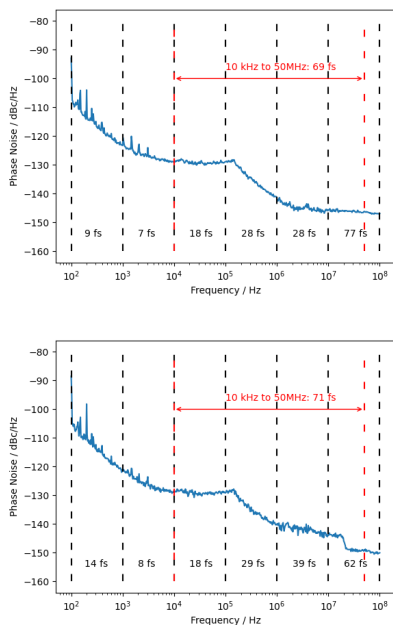 −80
−90
−100
−110
−120
−130
−140
−150
−160
Phase Noise / dBc/Hz
10 kHz to 50MHz: 69 fs
9 fs 7 fs 18 fs 28 fs 28 fs 77 fs
10² 10³ 10⁴ 10⁵ 10⁶ 10⁷ 10⁸
Frequency / Hz
−80
−90
−100
−110
−120
−130
−140
−150
−160
Phase Noise / dBc/Hz
10 kHz to 50MHz: 71 fs
14 fs 8 fs 18 fs 29 fs 39 fs 62 fs
10² 10³ 10⁴ 10⁵ 10⁶ 10⁷ 10⁸
Frequency / Hz